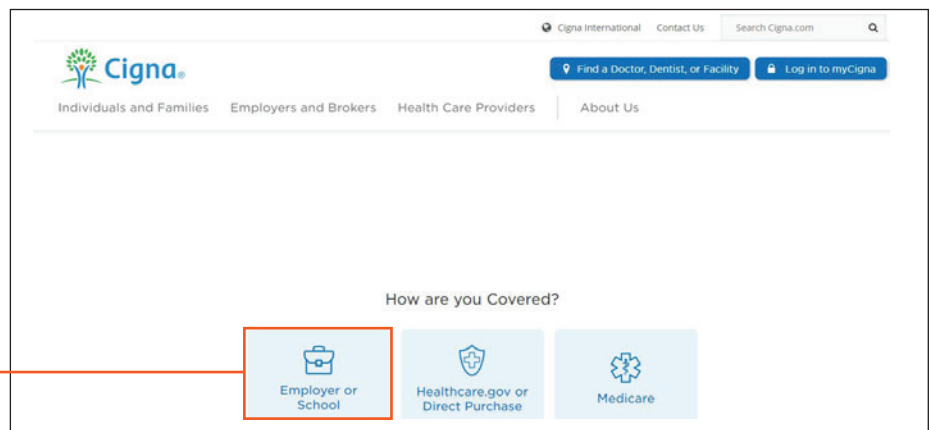 Cigna International Contact Us Search Cigna.com
Cigna®
Find a Doctor, Dentist, or Facility Log in to myCigna
Individuals and Families Employers and Brokers Health Care Providers About Us
How are you Covered?
Employer or
School
Healthcare.gov or
Direct Purchase
Medicare